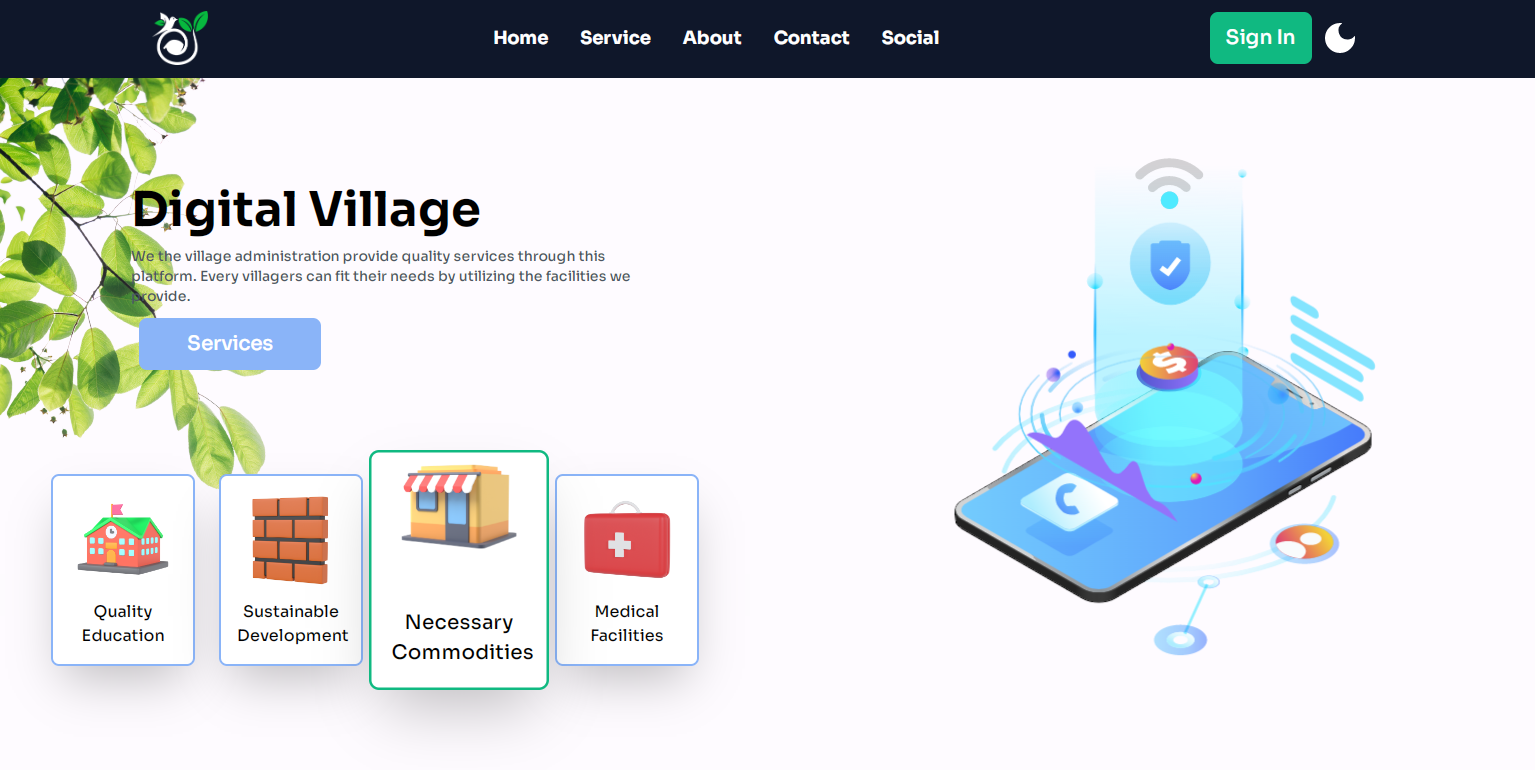 Home Service About Contact Social Sign In
Digital Village
We the village administration provide quality services through this
platform. Every villagers can fit their needs by utilizing the facilities we
provide.
Services
Quality
Education
Sustainable
Development
Necessary
Commodities
Medical
Facilities